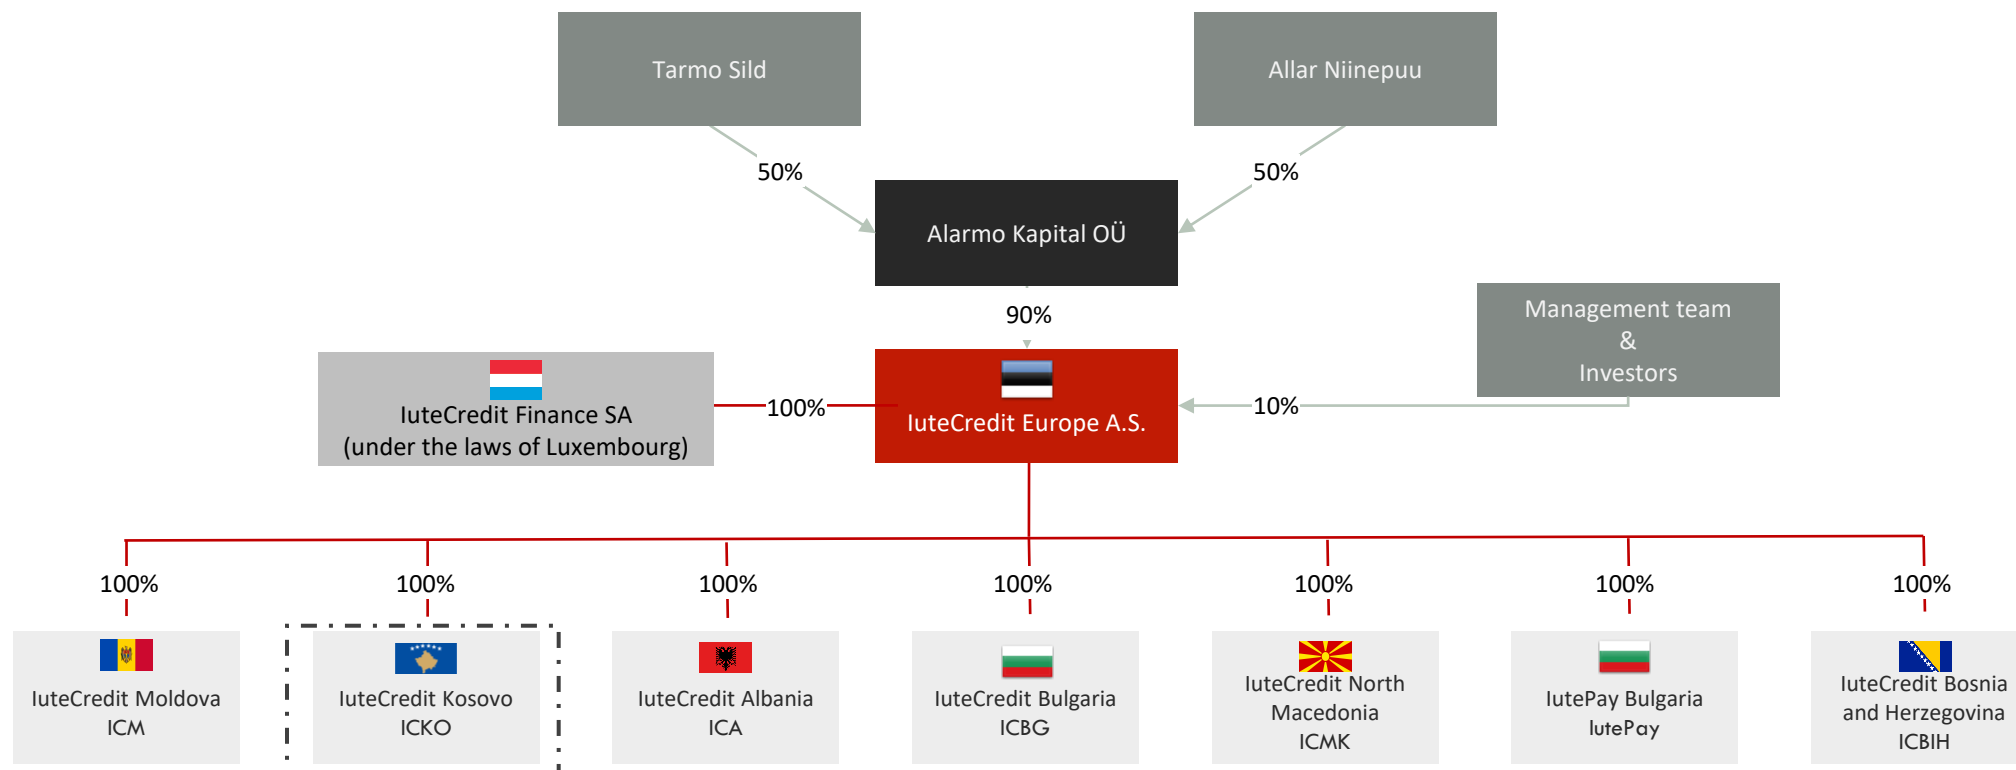 Tarmo Sild
Allar Niinepuu
50%
50%
Alarmo Kapital OÜ
90%
Management team
&
Investors
IuteCredit Finance SA
(under the laws of Luxembourg)
100%
IuteCredit Europe A.S.
10%
100%
100%
100%
100%
100%
100%
100%
IuteCredit Moldova
ICM
IuteCredit Kosovo
ICKO
IuteCredit Albania
ICA
IuteCredit Bulgaria
ICBG
IuteCredit North
Macedonia
ICMK
IutePay Bulgaria
IutePay
IuteCredit Bosnia
and Herzegovina
ICBIH